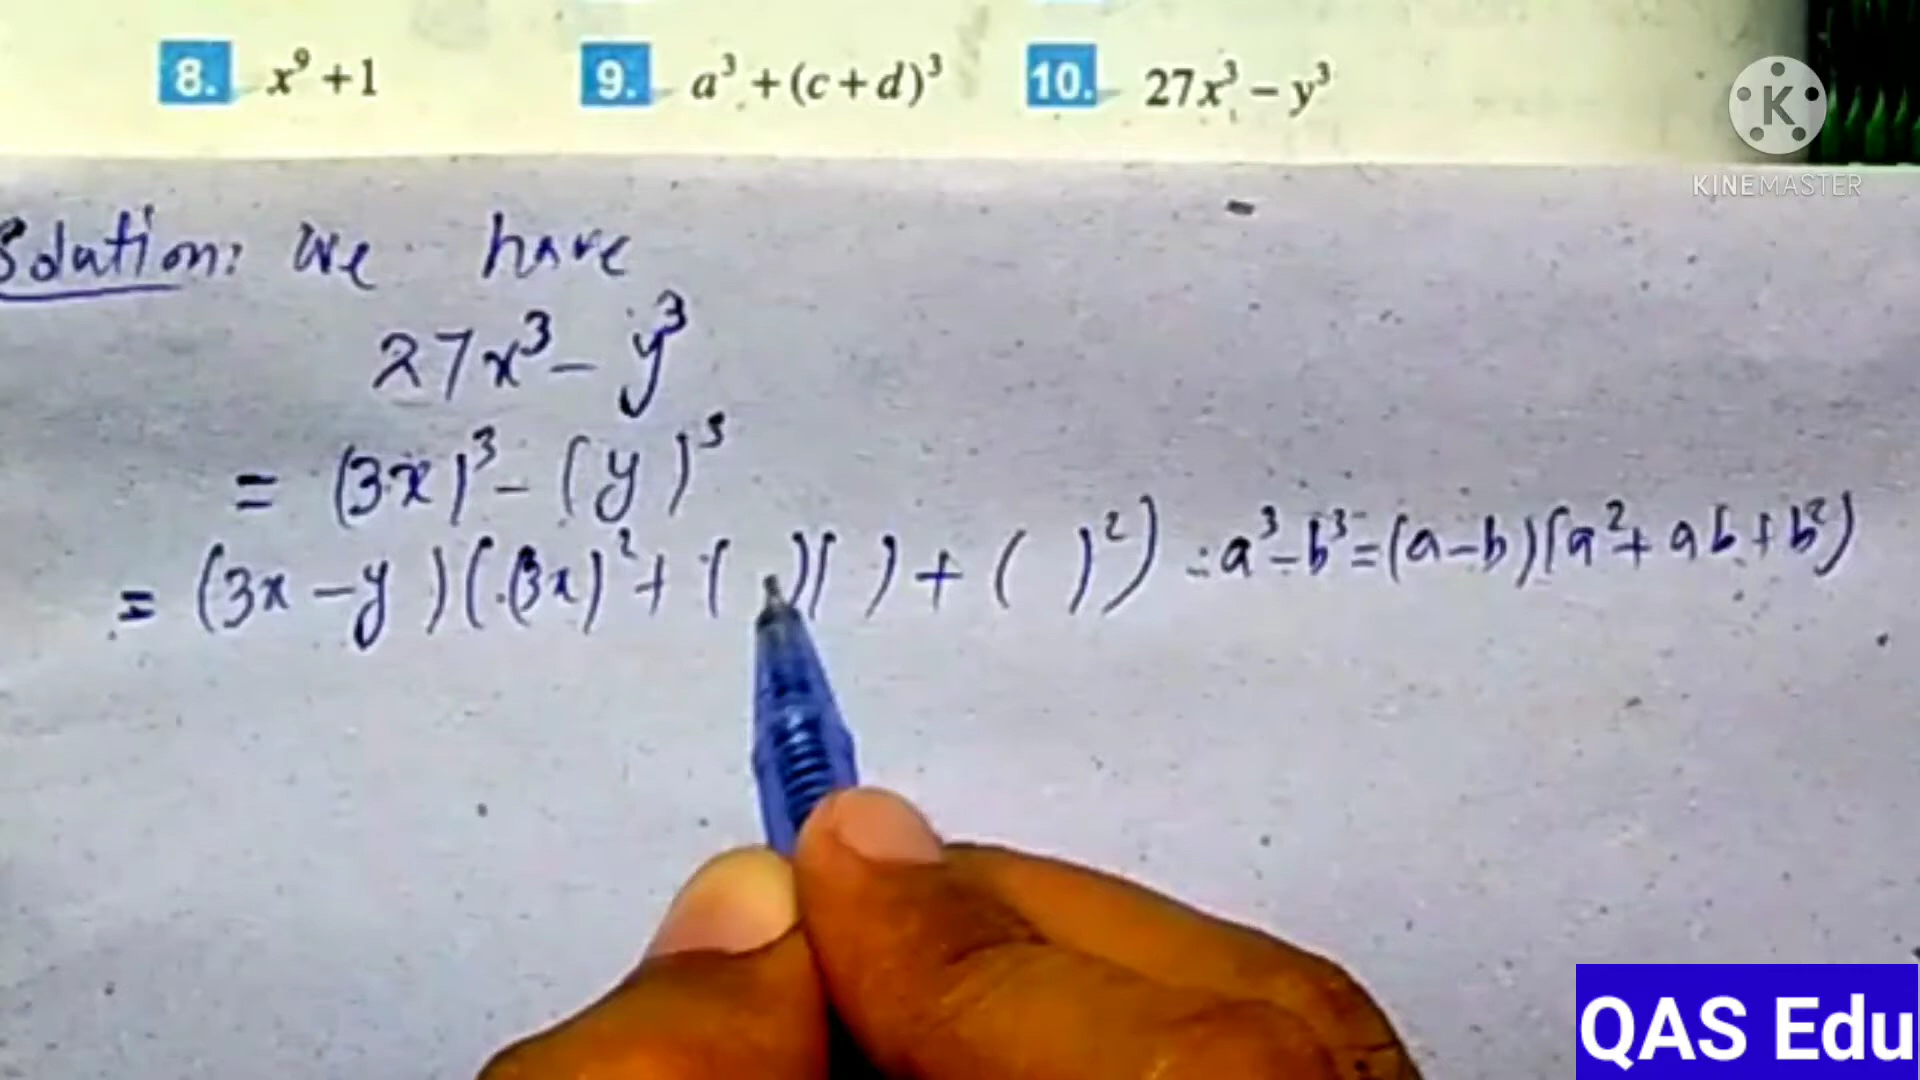 8. x⁹ + 1 9. a³ + (c + d)³ 10. 27x³ – y³
KINEMASTER
Solution: We have
27x³ – y³
= (3x)³ – (y)³
= (3x – y)((3x)² + ( )( ) + ( )²) ∵ a³ – b³ = (a – b)(a² + ab + b²)
QAS Edu